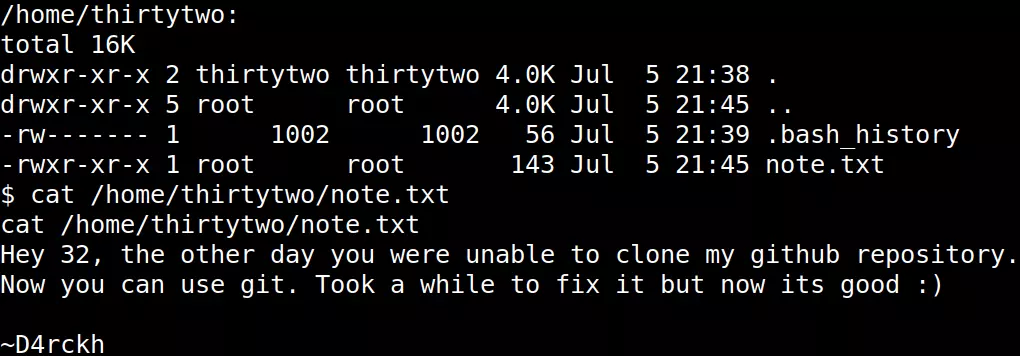 /home/thirtytwo:
total 16K
drwxr-xr-x 2 thirtytwo thirtytwo 4.0K Jul  5 21:38 .
drwxr-xr-x 5 root      root      4.0K Jul  5 21:45 ..
-rw------- 1      1002      1002   56 Jul  5 21:39 .bash_history
-rwxr-xr-x 1 root      root       143 Jul  5 21:45 note.txt
$ cat /home/thirtytwo/note.txt
cat /home/thirtytwo/note.txt
Hey 32, the other day you were unable to clone my github repository.
Now you can use git. Took a while to fix it but now its good :)
~D4rckh